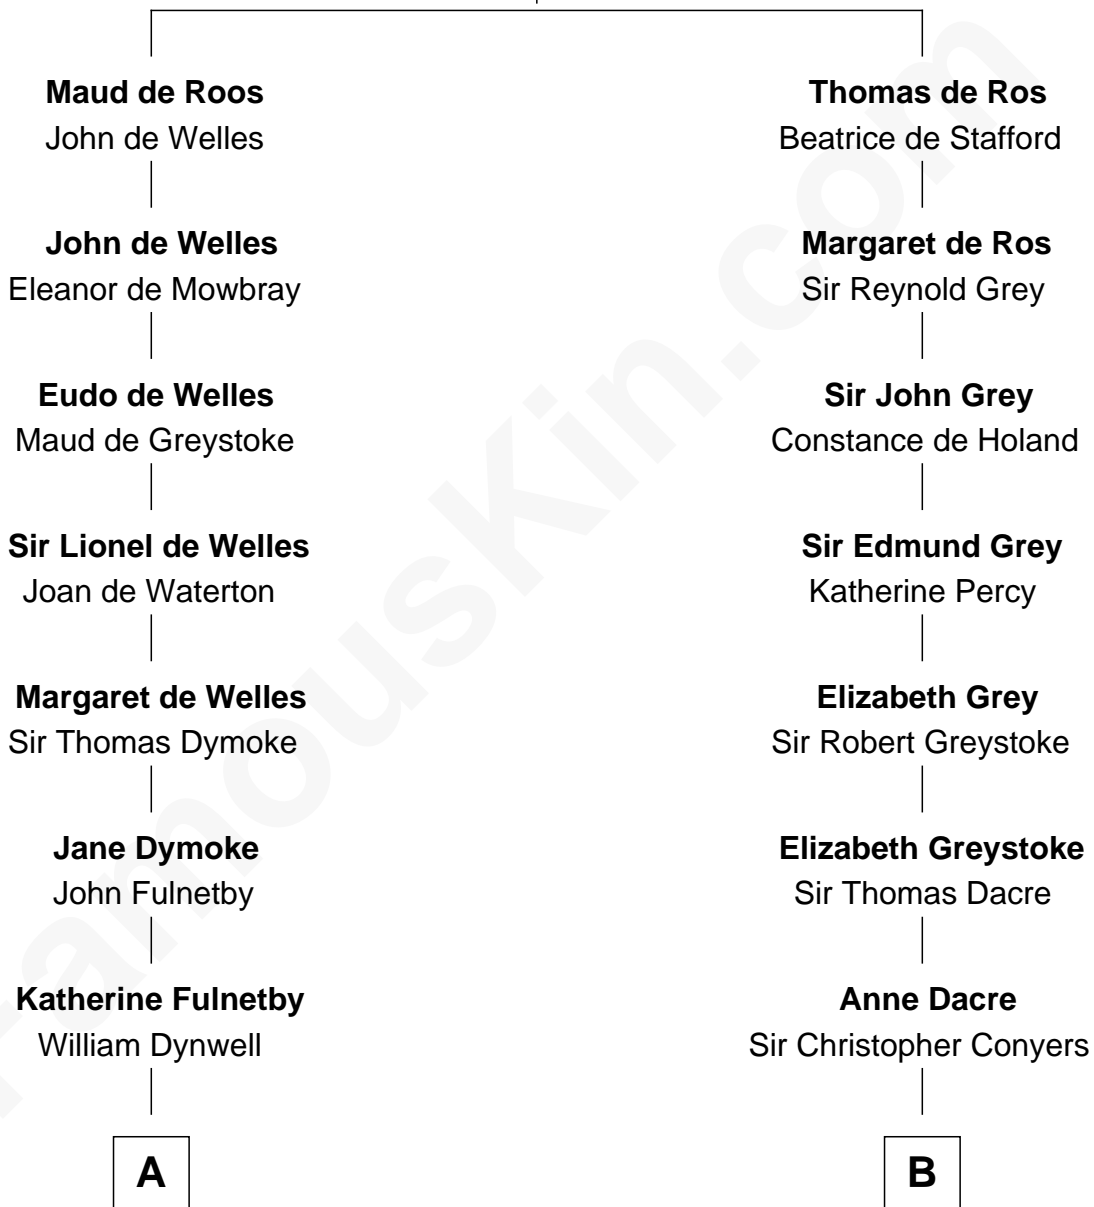 Maud de Roos
John de Welles
John de Welles
Eleanor de Mowbray
Eudo de Welles
Maud de Greystoke
Sir Lionel de Welles
Joan de Waterton
Margaret de Welles
Sir Thomas Dymoke
Jane Dymoke
John Fulnetby
Katherine Fulnetby
William Dynwell
A
Thomas de Ros
Beatrice de Stafford
Margaret de Ros
Sir Reynold Grey
Sir John Grey
Constance de Holand
Sir Edmund Grey
Katherine Percy
Elizabeth Grey
Sir Robert Greystoke
Elizabeth Greystoke
Sir Thomas Dacre
Anne Dacre
Sir Christopher Conyers
B
FamousKin.com